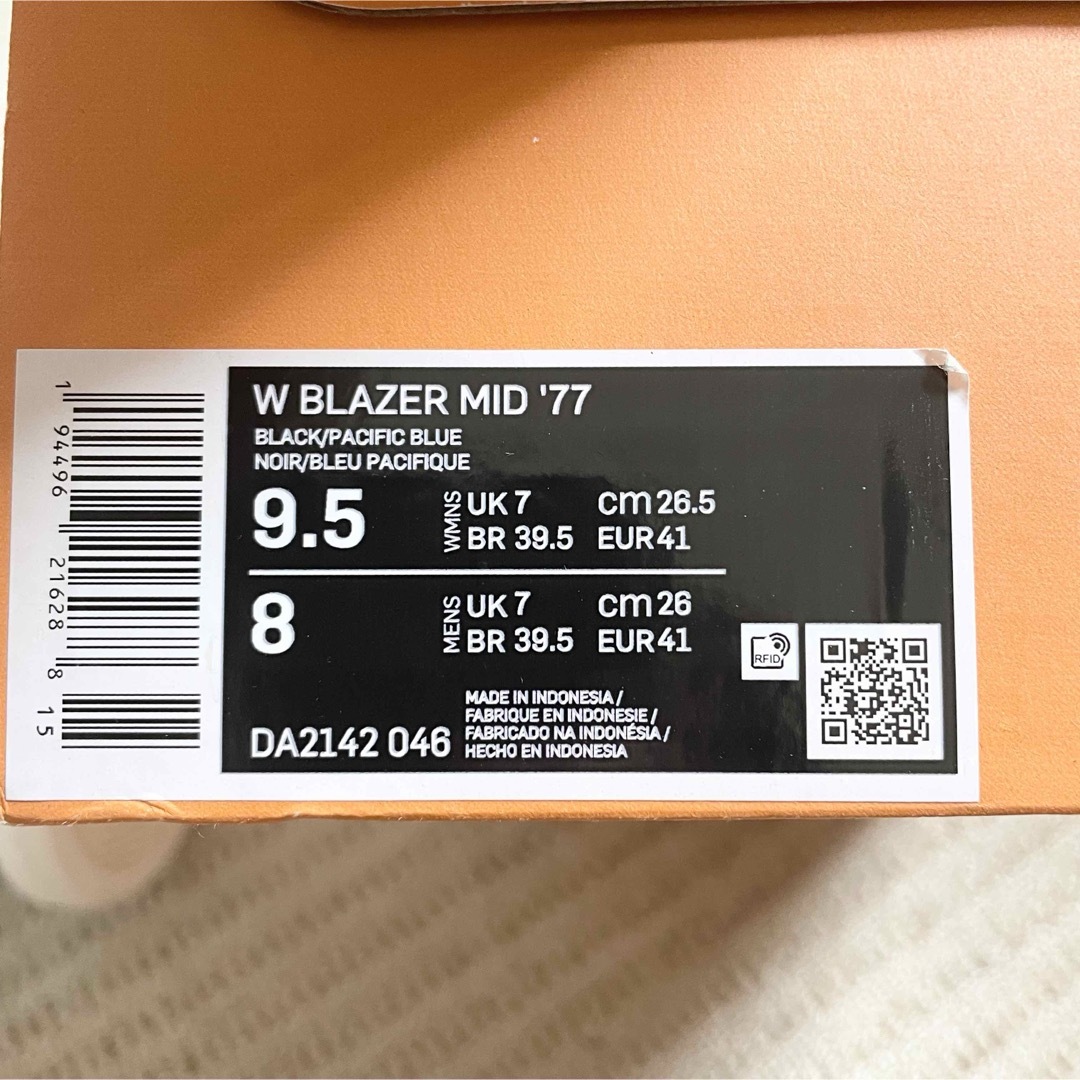 W BLAZER MID '77
BLACK/PACIFIC BLUE
NOIR/BLEU PACIFIQUE
9.5 WMNS UK 7 cm 26.5
BR 39.5 EUR 41
8 MENS UK 7 cm 26
BR 39.5 EUR 41
RFID
DA2142 046
MADE IN INDONESIA /
FABRIQUE EN INDONESIE /
FABRICADO NA INDONÉSIA /
HECHO EN INDONESIA
1 94496 21628 8 15